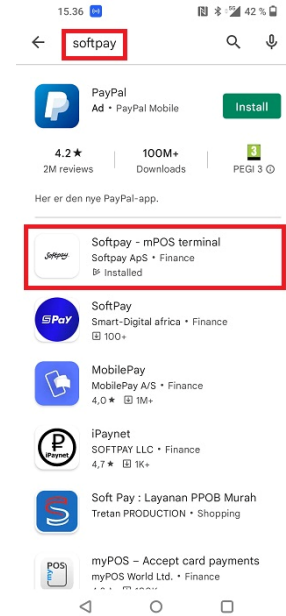 15.36 42 %
softpay
PayPal
Ad • PayPal Mobile
Install
4.2★ 100M+ 3
2M reviews Downloads PEGI 3
Her er den nye PayPal-app.
Softpay
Softpay - mPOS terminal
Softpay ApS • Finance
Installed
SPay
SoftPay
Smart-Digital africa • Finance
100+
MobilePay
MobilePay A/S • Finance
4,0★ 1M+
iPaynet
iPaynet
SOFTPAY LLC • Finance
4,7★ 1K+
Soft Pay : Layanan PPOB Murah
Tretan PRODUCTION • Shopping
myPOS
myPOS – Accept card payments
myPOS World Ltd. • Finance